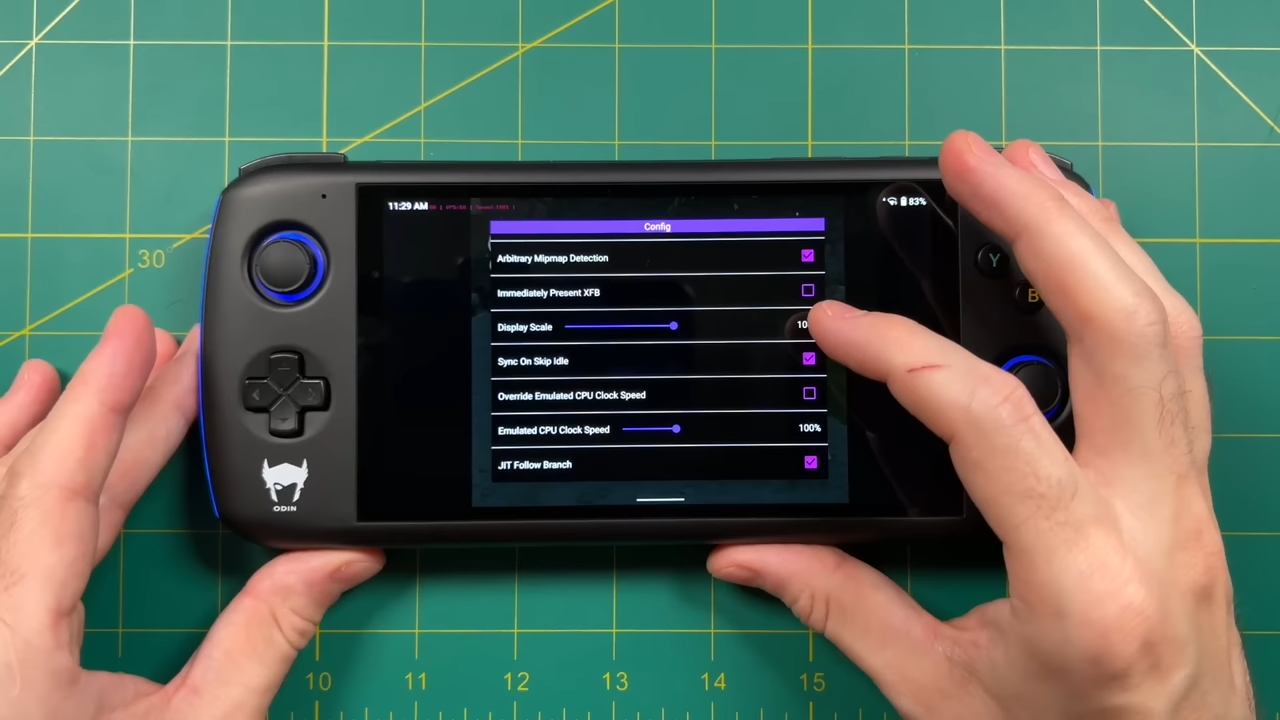 30°
11:29 AM
83%
Config
Arbitrary Mipmap Detection
Immediately Present XFB
Display Scale
Sync On Skip Idle
Override Emulated CPU Clock Speed
Emulated CPU Clock Speed 100%
JIT Follow Branch
Y
B
ODIN
10 11 12 13 14 15